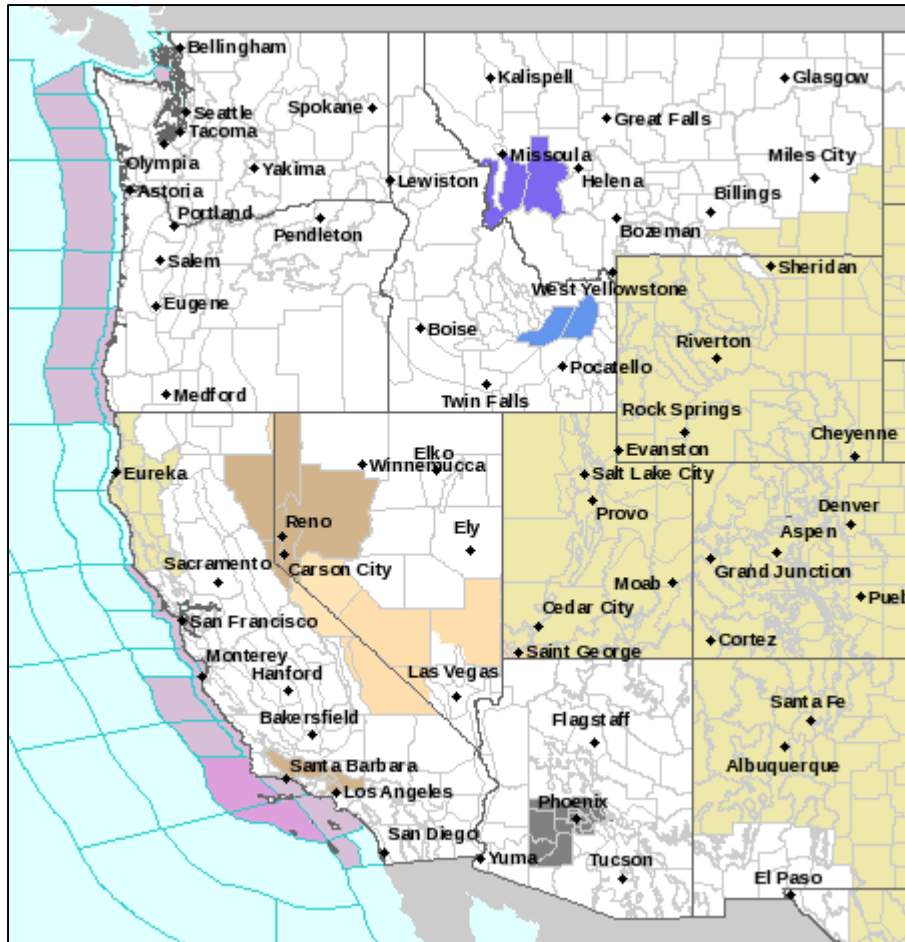 Bellingham
Kalispell
Glasgow
Seattle
Spokane
Great Falls
Tacoma
Olympia
Missoula
Miles City
Yakima
Lewiston
Helena
Astoria
Billings
Portland
Pendleton
Bozeman
Salem
Sheridan
West Yellowstone
Eugene
Boise
Riverton
Pocatello
Medford
Twin Falls
Rock Springs
Cheyenne
Elko
Winnemucca
Evanston
Eureka
Salt Lake City
Provo
Denver
Reno
Ely
Aspen
Carson City
Sacramento
Grand Junction
Moab
Pueb
Cedar City
San Francisco
Cortez
Saint George
Monterey
Hanford
Las Vegas
Santa Fe
Bakersfield
Flagstaff
Albuquerque
Santa Barbara
Los Angeles
Phoenix
San Diego
Yuma
Tucson
El Paso